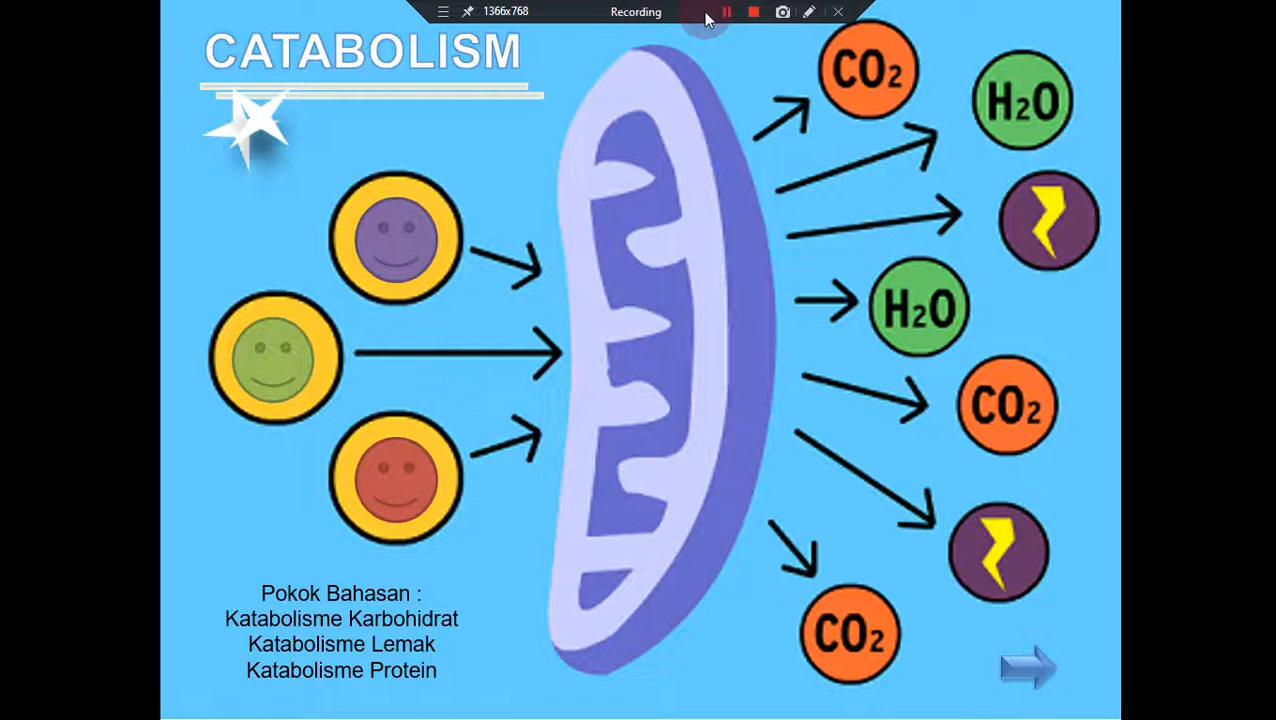 1366x768
Recording
CATABOLISM
CO₂
H₂O
H₂O
CO₂
CO₂
Pokok Bahasan :
Katabolisme Karbohidrat
Katabolisme Lemak
Katabolisme Protein